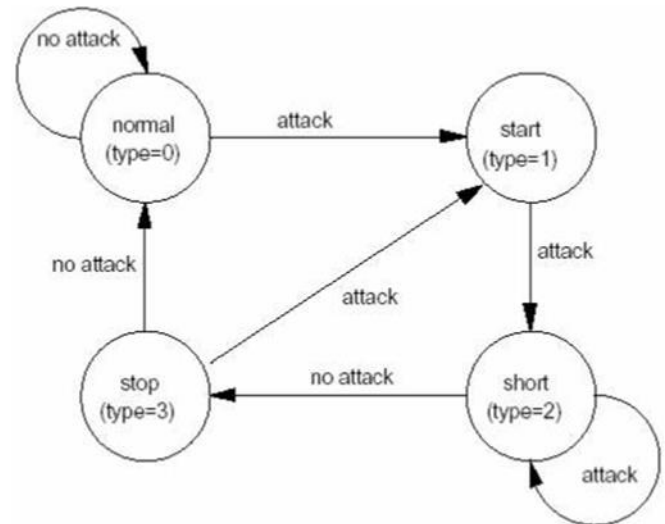 no attack
normal
(type=0)
attack
start
(type=1)
no attack
attack
attack
stop
(type=3)
no attack
short
(type=2)
attack